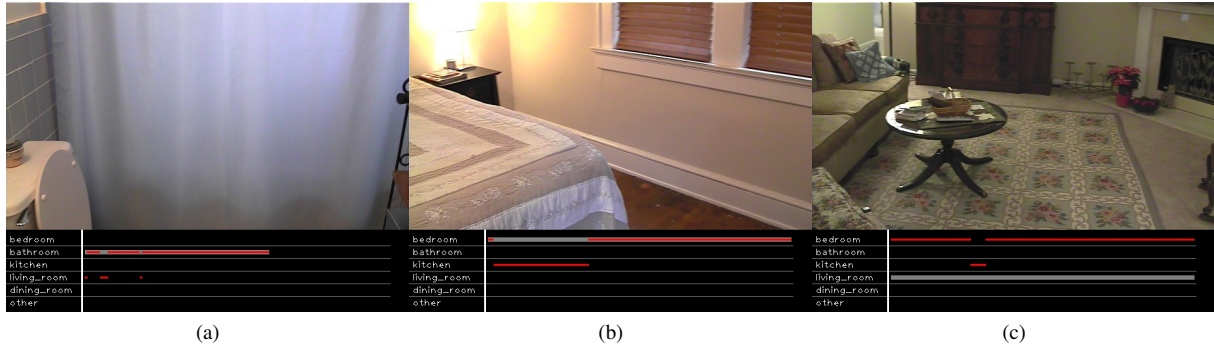 bedroom
bathroom
kitchen
living_room
dining_room
other
bedroom
bathroom
kitchen
living_room
dining_room
other
bedroom
bathroom
kitchen
living_room
dining_room
other
(a)
(b)
(c)